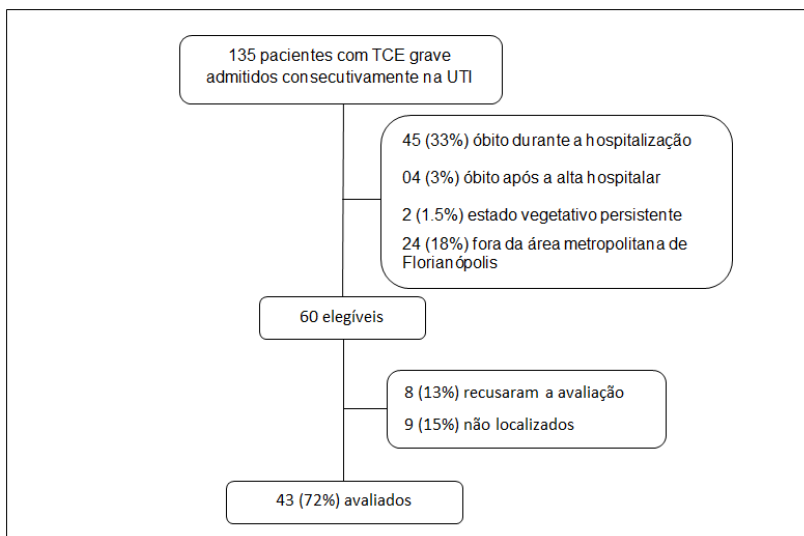 135 pacientes com TCE grave
admitidos consecutivamente na UTI
45 (33%) óbito durante a hospitalização
04 (3%) óbito após a alta hospitalar
2 (1.5%) estado vegetativo persistente
24 (18%) fora da área metropolitana de
Florianópolis
60 elegíveis
8 (13%) recusaram a avaliação
9 (15%) não localizados
43 (72%) avaliados